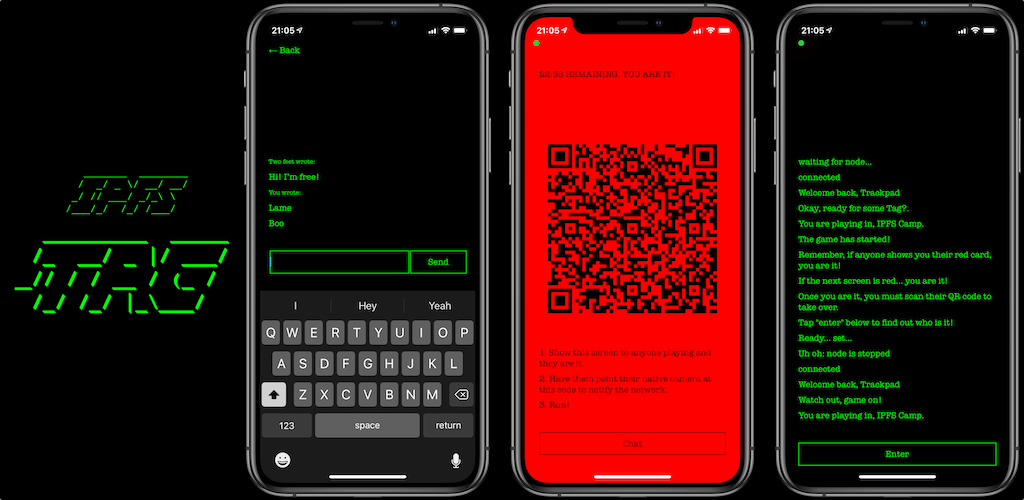 IPFS
TAG
21:05
← Back
Two feet wrote:
Hi! I'm free!
You wrote:
Lame
Boo
Send
I
Hey
Yeah
Q W E R T Y U I O P
A S D F G H J K L
Z X C V B N M
123
space
return
21:05
22:53 REMAINING, YOU ARE IT!
1. Show this screen to anyone playing and
they are it.
2. Have them point their native camera at
this code to notify the network.
3. Run!
Chat
21:05
waiting for node...
connected
Welcome back, Trackpad
Okay, ready for some Tag?.
You are playing in, IPFS Camp.
The game has started!
Remember, if anyone shows you their red card,
you are it!
If the next screen is red... you are it!
Once you are it, you must scan their QR code to
take over.
Tap "enter" below to find out who is it!
Ready... set...
Uh oh: node is stopped
connected
Welcome back, Trackpad
Watch out, game on!
You are playing in, IPFS Camp.
Enter